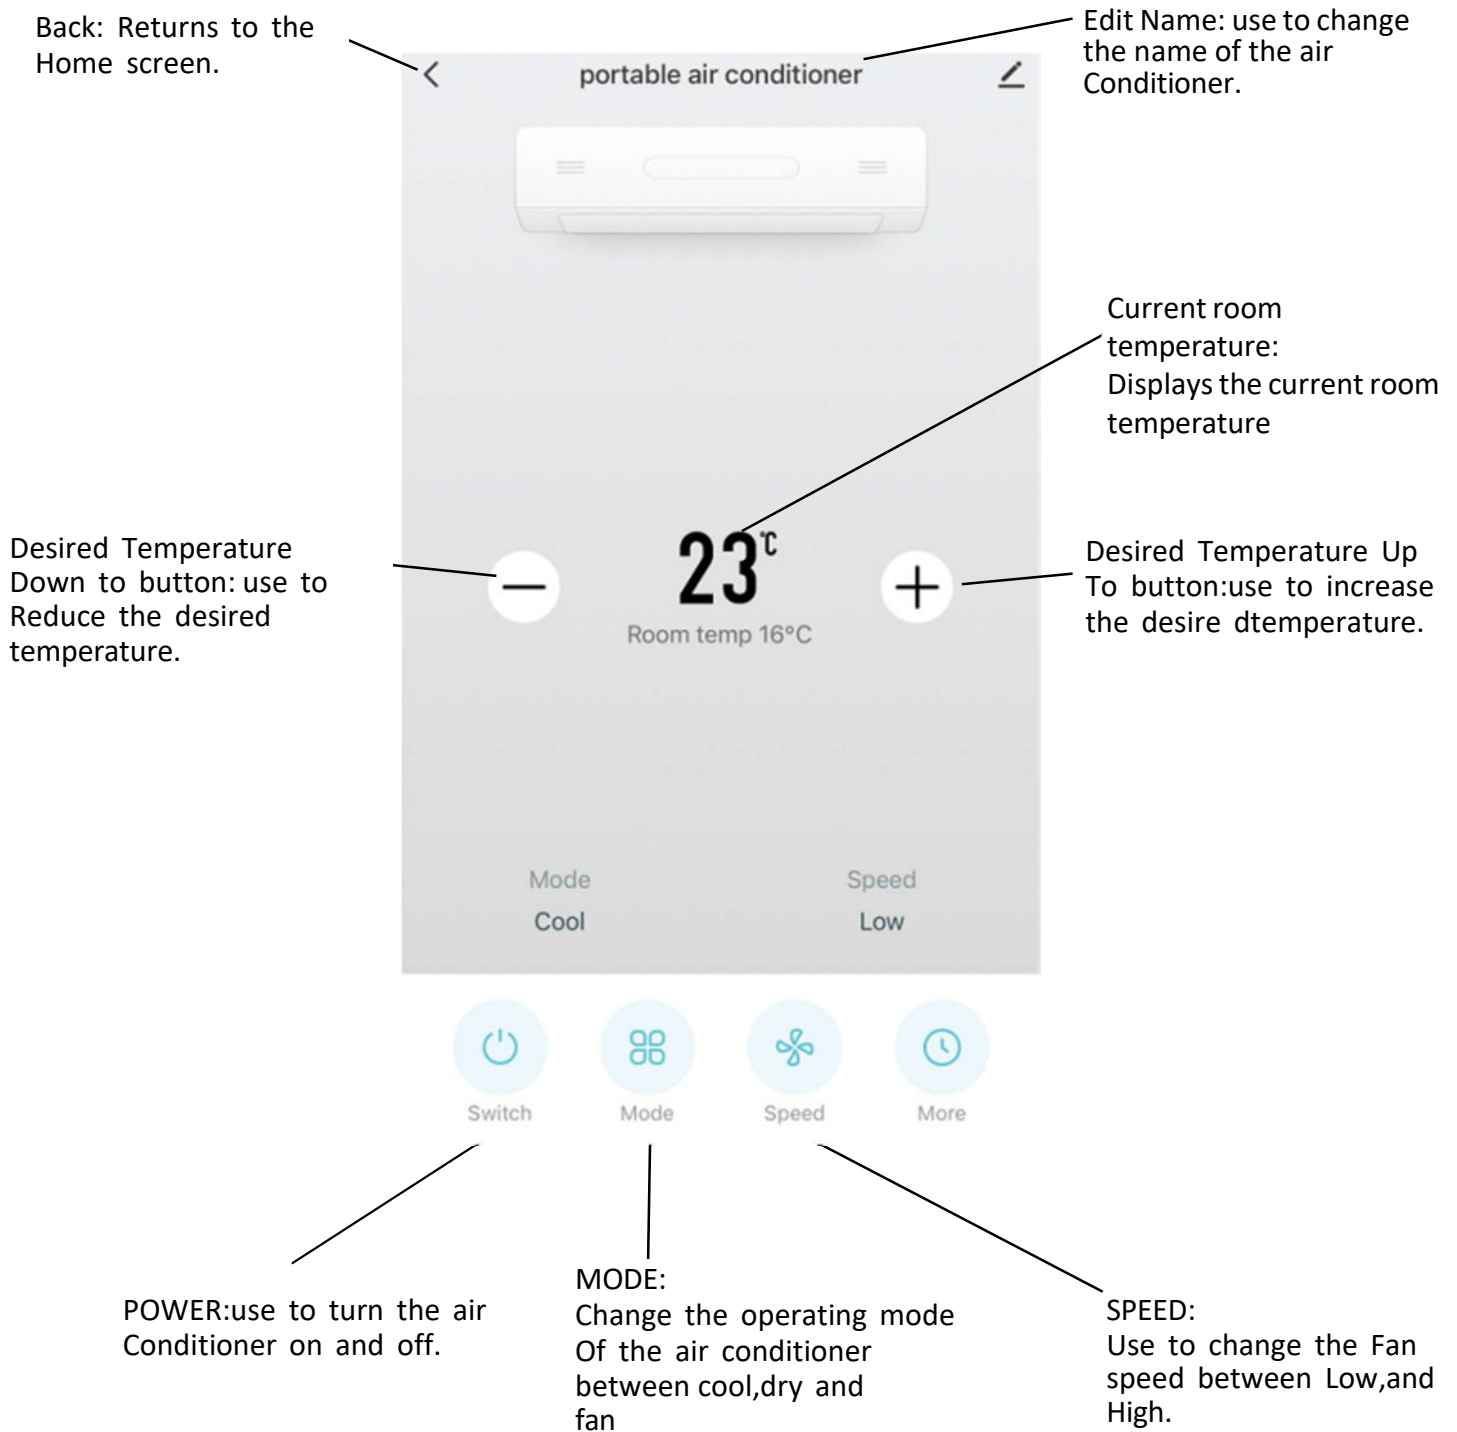 Back: Returns to the
Home screen.
Edit Name: use to change
the name of the air
Conditioner.
portable air conditioner
Current room
temperature:
Displays the current room
temperature
Desired Temperature
Down to button: use to
Reduce the desired
temperature.
23℃
Room temp 16°C
Desired Temperature Up
To button:use to increase
the desire dtemperature.
Mode
Cool
Speed
Low
Switch
Mode
Speed
More
POWER:use to turn the air
Conditioner on and off.
MODE:
Change the operating mode
Of the air conditioner
between cool,dry and
fan
SPEED:
Use to change the Fan
speed between Low,and
High.